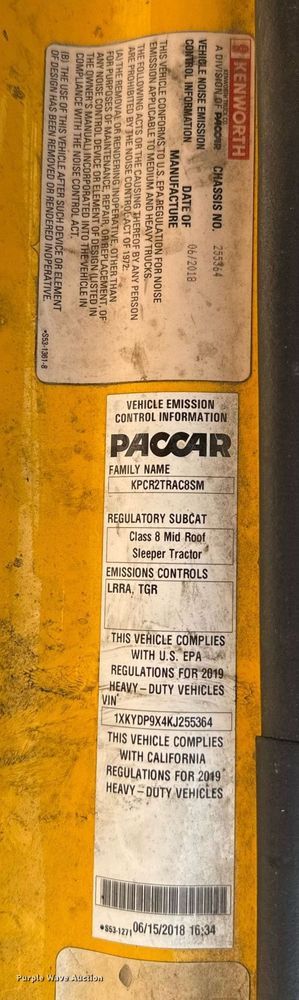 KENWORTH
KENWORTH TRUCK CO.
A DIVISION OF PACCAR
CHASSIS NO. 255364
VEHICLE NOISE EMISSION
CONTROL INFORMATION
DATE OF
MANUFACTURE
06/2018
THIS VEHICLE CONFORMS TO U.S. EPA REGULATION FOR NOISE
EMISSION APPLICABLE TO MEDIUM AND HEAVY TRUCKS.
THE FOLLOWING ACTS OR THE CAUSING THEREOF BY ANY PERSON
ARE PROHIBITED BY THE NOISE CONTROL ACT OF 1972:
(A) THE REMOVAL OR RENDERING INOPERATIVE, OTHER THAN
FOR PURPOSES OF MAINTENANCE, REPAIR, OR REPLACEMENT, OF
ANY NOISE CONTROL DEVICE OR ELEMENT OF DESIGN (LISTED IN
THE OWNER'S MANUAL) INCORPORATED INTO THE VEHICLE IN
COMPLIANCE WITH THE NOISE CONTROL ACT.
(B) THE USE OF THIS VEHICLE AFTER SUCH DEVICE OR ELEMENT
OF DESIGN HAS BEEN REMOVED OR RENDERED INOPERATIVE.
*S53-1361-8
VEHICLE EMISSION
CONTROL INFORMATION
PACCAR
FAMILY NAME
KPCR2TRAC8SM
REGULATORY SUBCAT
Class 8 Mid Roof
Sleeper Tractor
EMISSIONS CONTROLS
LRRA, TGR
THIS VEHICLE COMPLIES
WITH U.S. EPA
REGULATIONS FOR 2019
HEAVY-DUTY VEHICLES
VIN
1XKYDP9X4KJ255364
THIS VEHICLE COMPLIES
WITH CALIFORNIA
REGULATIONS FOR 2019
HEAVY-DUTY VEHICLES
*S53-1271 06/15/2018 16:34
Purple Wave Auction